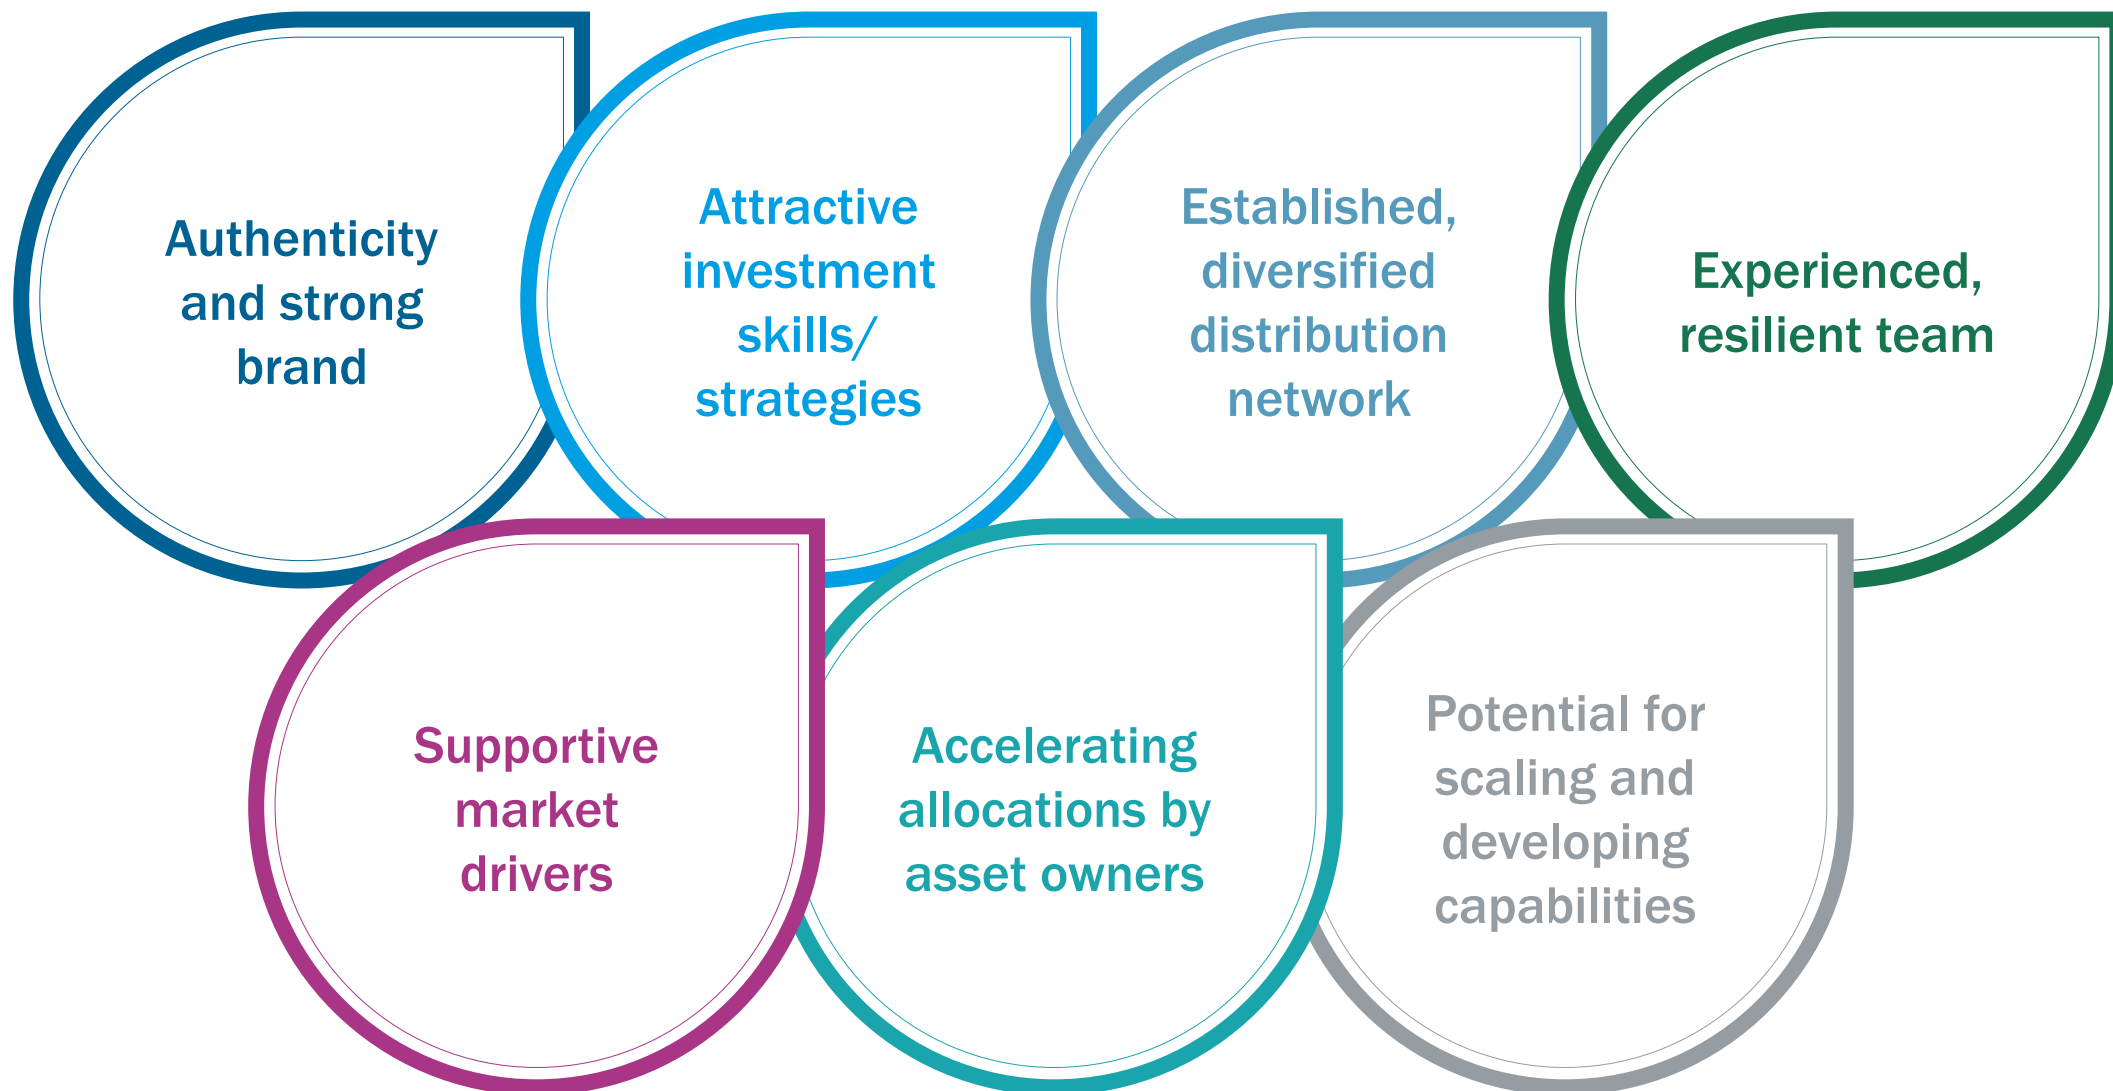 Authenticity
and strong
brand
Attractive
investment
skills/
strategies
Established,
diversified
distribution
network
Experienced,
resilient team
Supportive
market
drivers
Accelerating
allocations by
asset owners
Potential for
scaling and
developing
capabilities